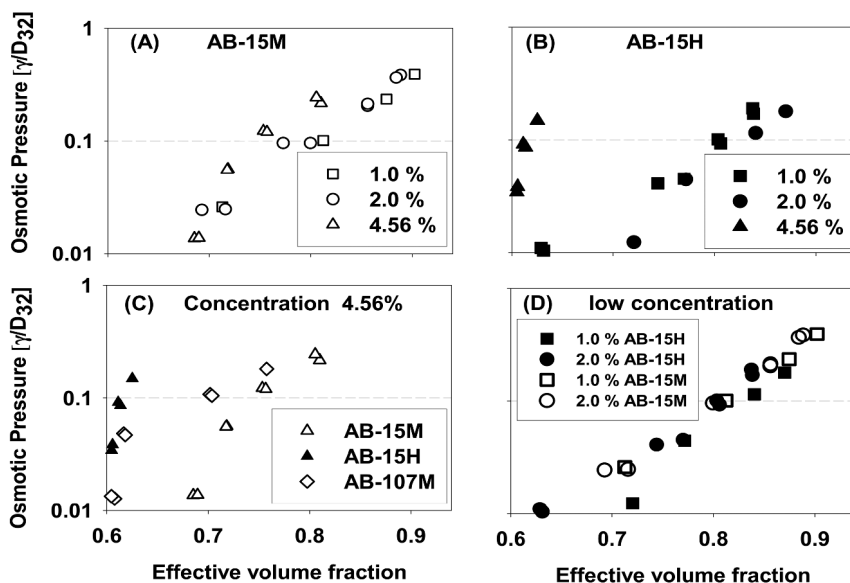 Osmotic Pressure [γ/D32]
1
0.1
0.01
(A) AB-15M
1.0 %
2.0 %
4.56 %
(B) AB-15H
1.0 %
2.0 %
4.56 %
Osmotic Pressure [γ/D32]
1
0.1
0.01
(C) Concentration 4.56%
AB-15M
AB-15H
AB-107M
0.6 0.7 0.8 0.9
Effective volume fraction
(D) low concentration
1.0 % AB-15H
2.0 % AB-15H
1.0 % AB-15M
2.0 % AB-15M
0.6 0.7 0.8 0.9
Effective volume fraction